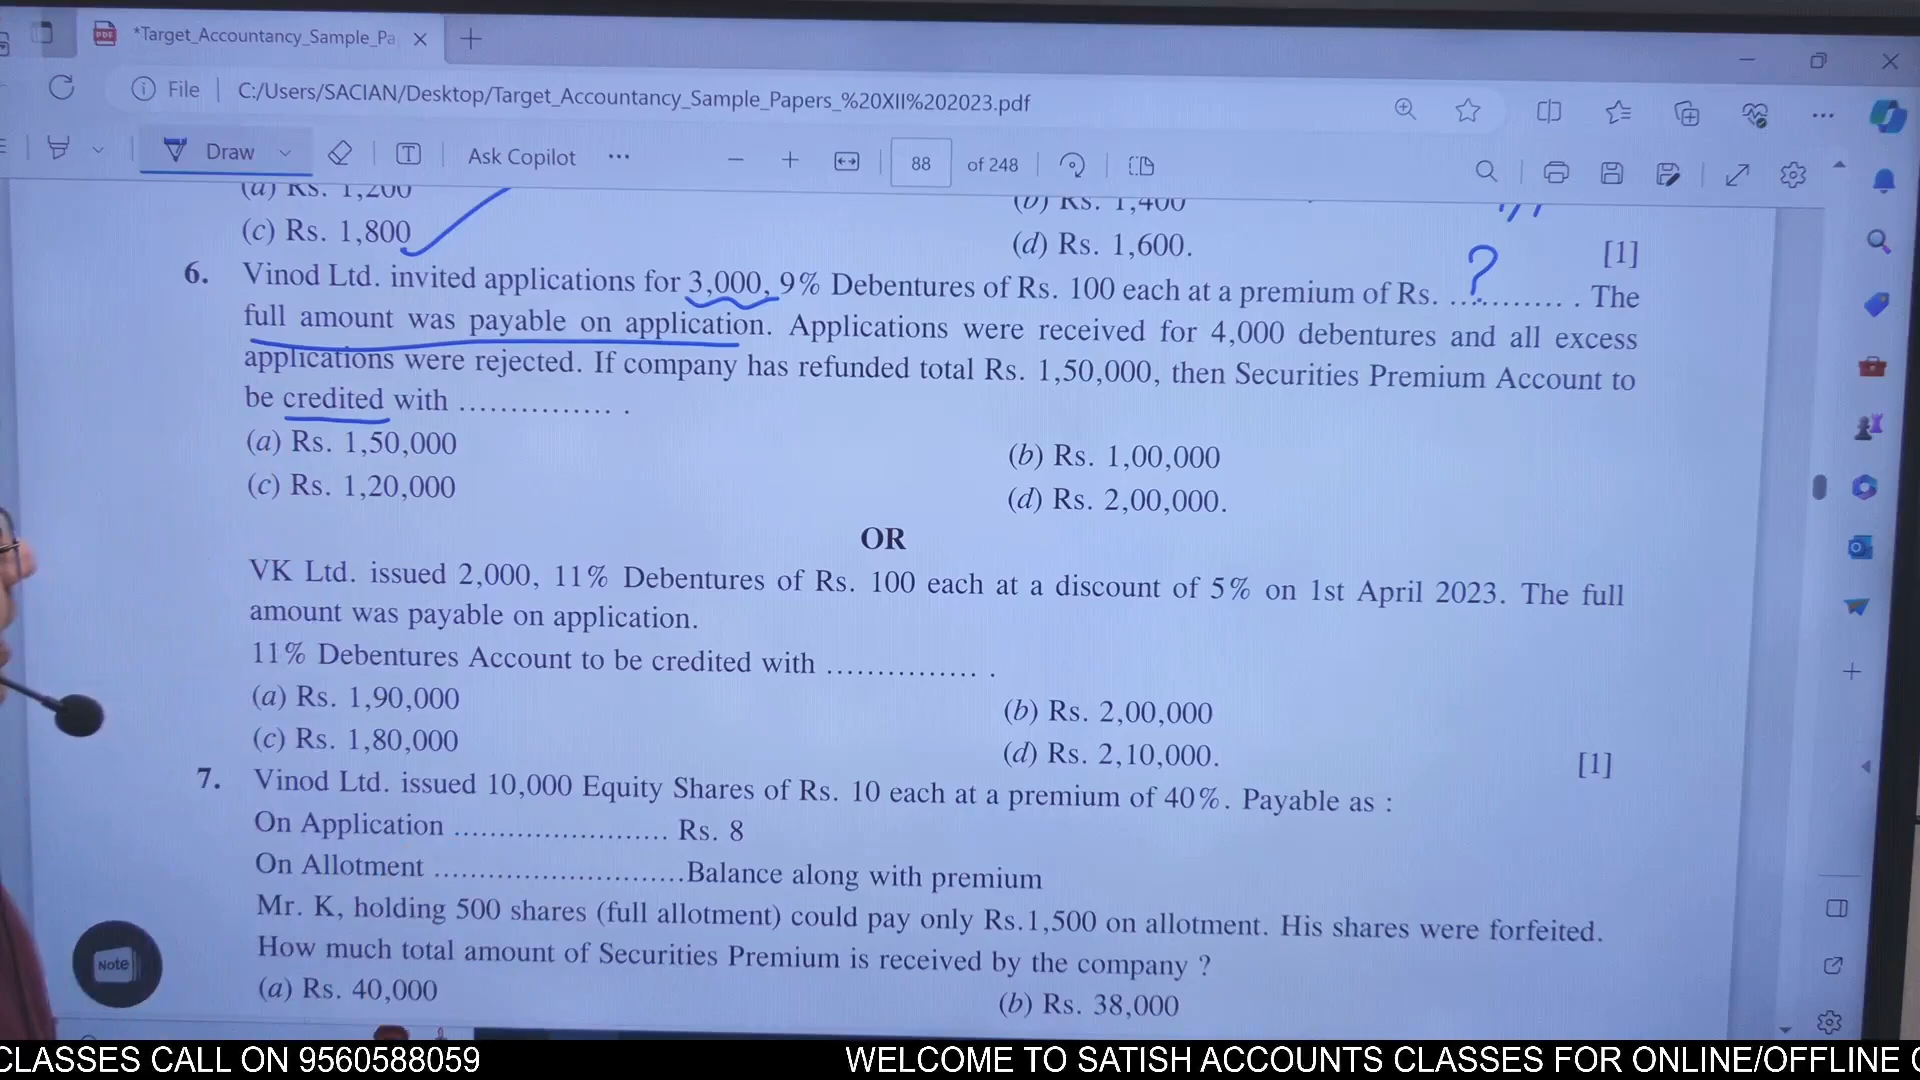 *Target_Accountancy_Sample_Pa
File C:/Users/SACIAN/Desktop/Target_Accountancy_Sample_Papers_%20XII%202023.pdf
Draw Ask Copilot ... 88 of 248
(a) Rs. 1,200 (b) Rs. 1,400
(c) Rs. 1,800 (d) Rs. 1,600. [1]
?
6. Vinod Ltd. invited applications for 3,000, 9% Debentures of Rs. 100 each at a premium of Rs. ............ . The
full amount was payable on application. Applications were received for 4,000 debentures and all excess
applications were rejected. If company has refunded total Rs. 1,50,000, then Securities Premium Account to
be credited with ................ .
(a) Rs. 1,50,000 (b) Rs. 1,00,000
(c) Rs. 1,20,000 (d) Rs. 2,00,000.
OR
VK Ltd. issued 2,000, 11% Debentures of Rs. 100 each at a discount of 5% on 1st April 2023. The full
amount was payable on application.
11% Debentures Account to be credited with ................ .
(a) Rs. 1,90,000 (b) Rs. 2,00,000
(c) Rs. 1,80,000 (d) Rs. 2,10,000. [1]
7. Vinod Ltd. issued 10,000 Equity Shares of Rs. 10 each at a premium of 40%. Payable as :
On Application ........................ Rs. 8
On Allotment ..........................Balance along with premium
Mr. K, holding 500 shares (full allotment) could pay only Rs.1,500 on allotment. His shares were forfeited.
How much total amount of Securities Premium is received by the company ?
(a) Rs. 40,000 (b) Rs. 38,000
Note
CLASSES CALL ON 9560588059 WELCOME TO SATISH ACCOUNTS CLASSES FOR ONLINE/OFFLINE